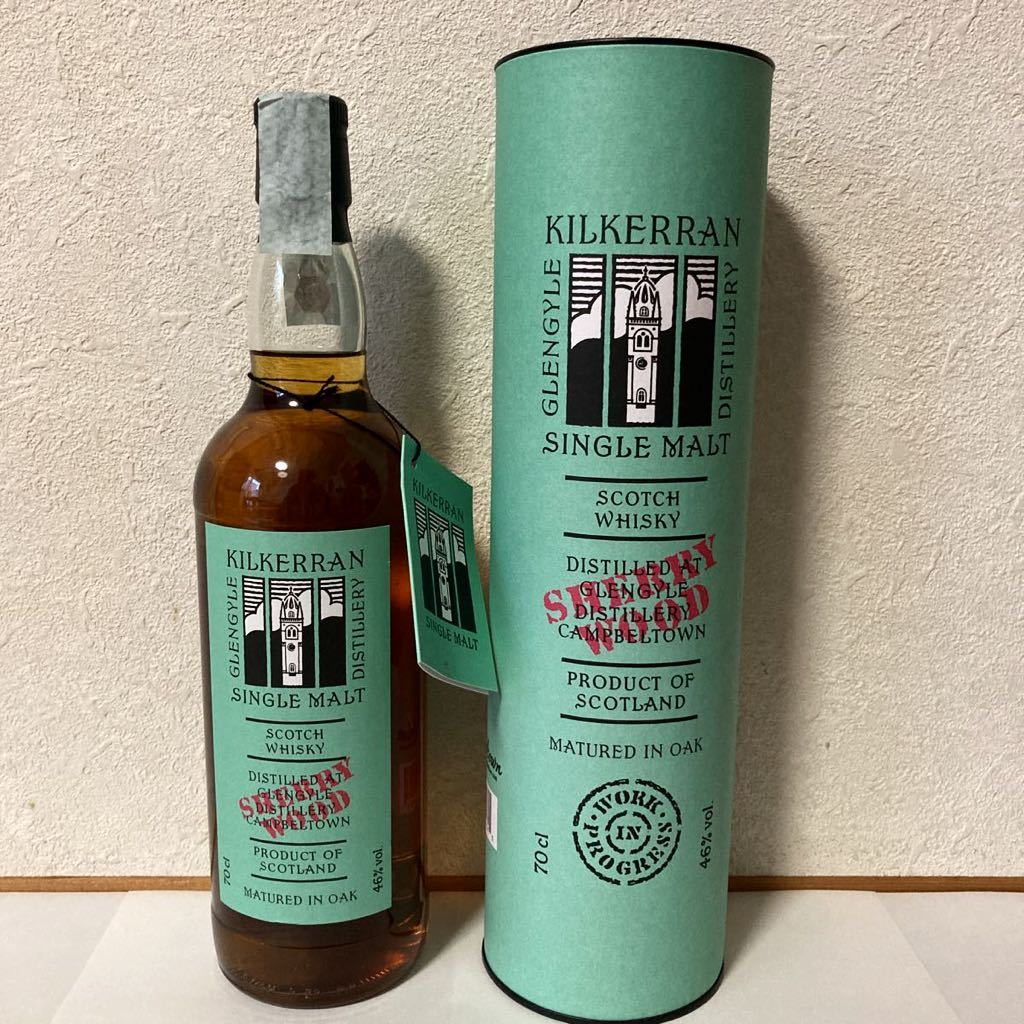 KILKERRAN
GLENGYLE
DISTILLERY
SINGLE MALT
SCOTCH
WHISKY
DISTILLED AT
GLENGYLE
DISTILLERY
CAMPBELTOWN
SHERRY
WOOD
PRODUCT OF
SCOTLAND
70cl
46% vol.
MATURED IN OAK
KILKERRAN
SINGLE MALT
KILKERRAN
GLENGYLE
DISTILLERY
SINGLE MALT
SCOTCH
WHISKY
DISTILLED AT
GLENGYLE
DISTILLERY
CAMPBELTOWN
SHERRY
WOOD
PRODUCT OF
SCOTLAND
MATURED IN OAK
WORK
IN
PROGRESS
70cl
46% vol.